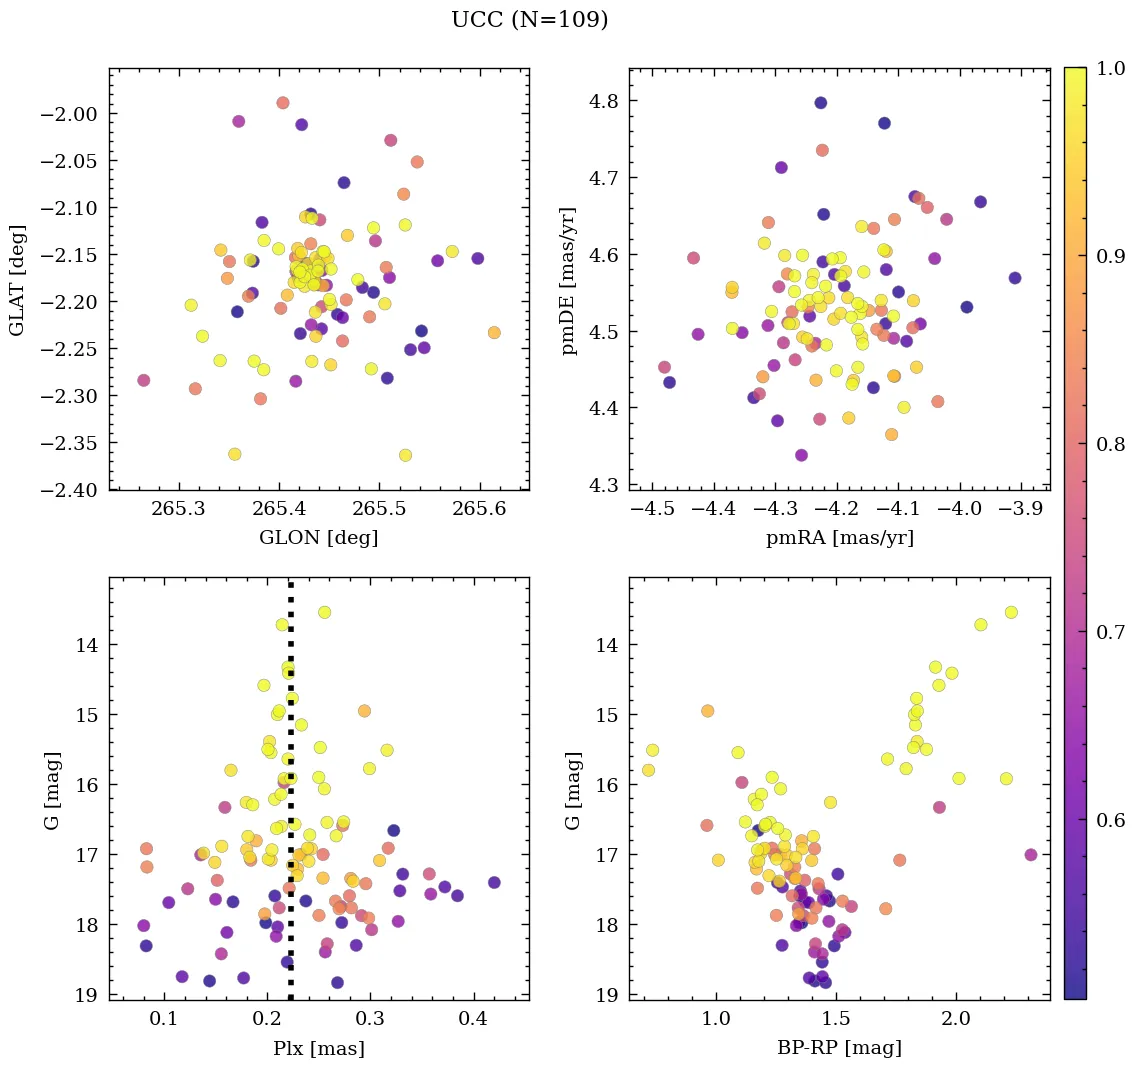 UCC (N=109)
−2.00
−2.05
−2.10
−2.15
−2.20
−2.25
−2.30
−2.35
−2.40
GLAT [deg]
265.3 265.4 265.5 265.6
GLON [deg]
4.8
4.7
4.6
4.5
4.4
4.3
pmDE [mas/yr]
−4.5 −4.4 −4.3 −4.2 −4.1 −4.0 −3.9
pmRA [mas/yr]
1.0
0.9
0.8
0.7
0.6
14
15
16
17
18
19
G [mag]
0.1 0.2 0.3 0.4
Plx [mas]
14
15
16
17
18
19
G [mag]
1.0 1.5 2.0
BP-RP [mag]